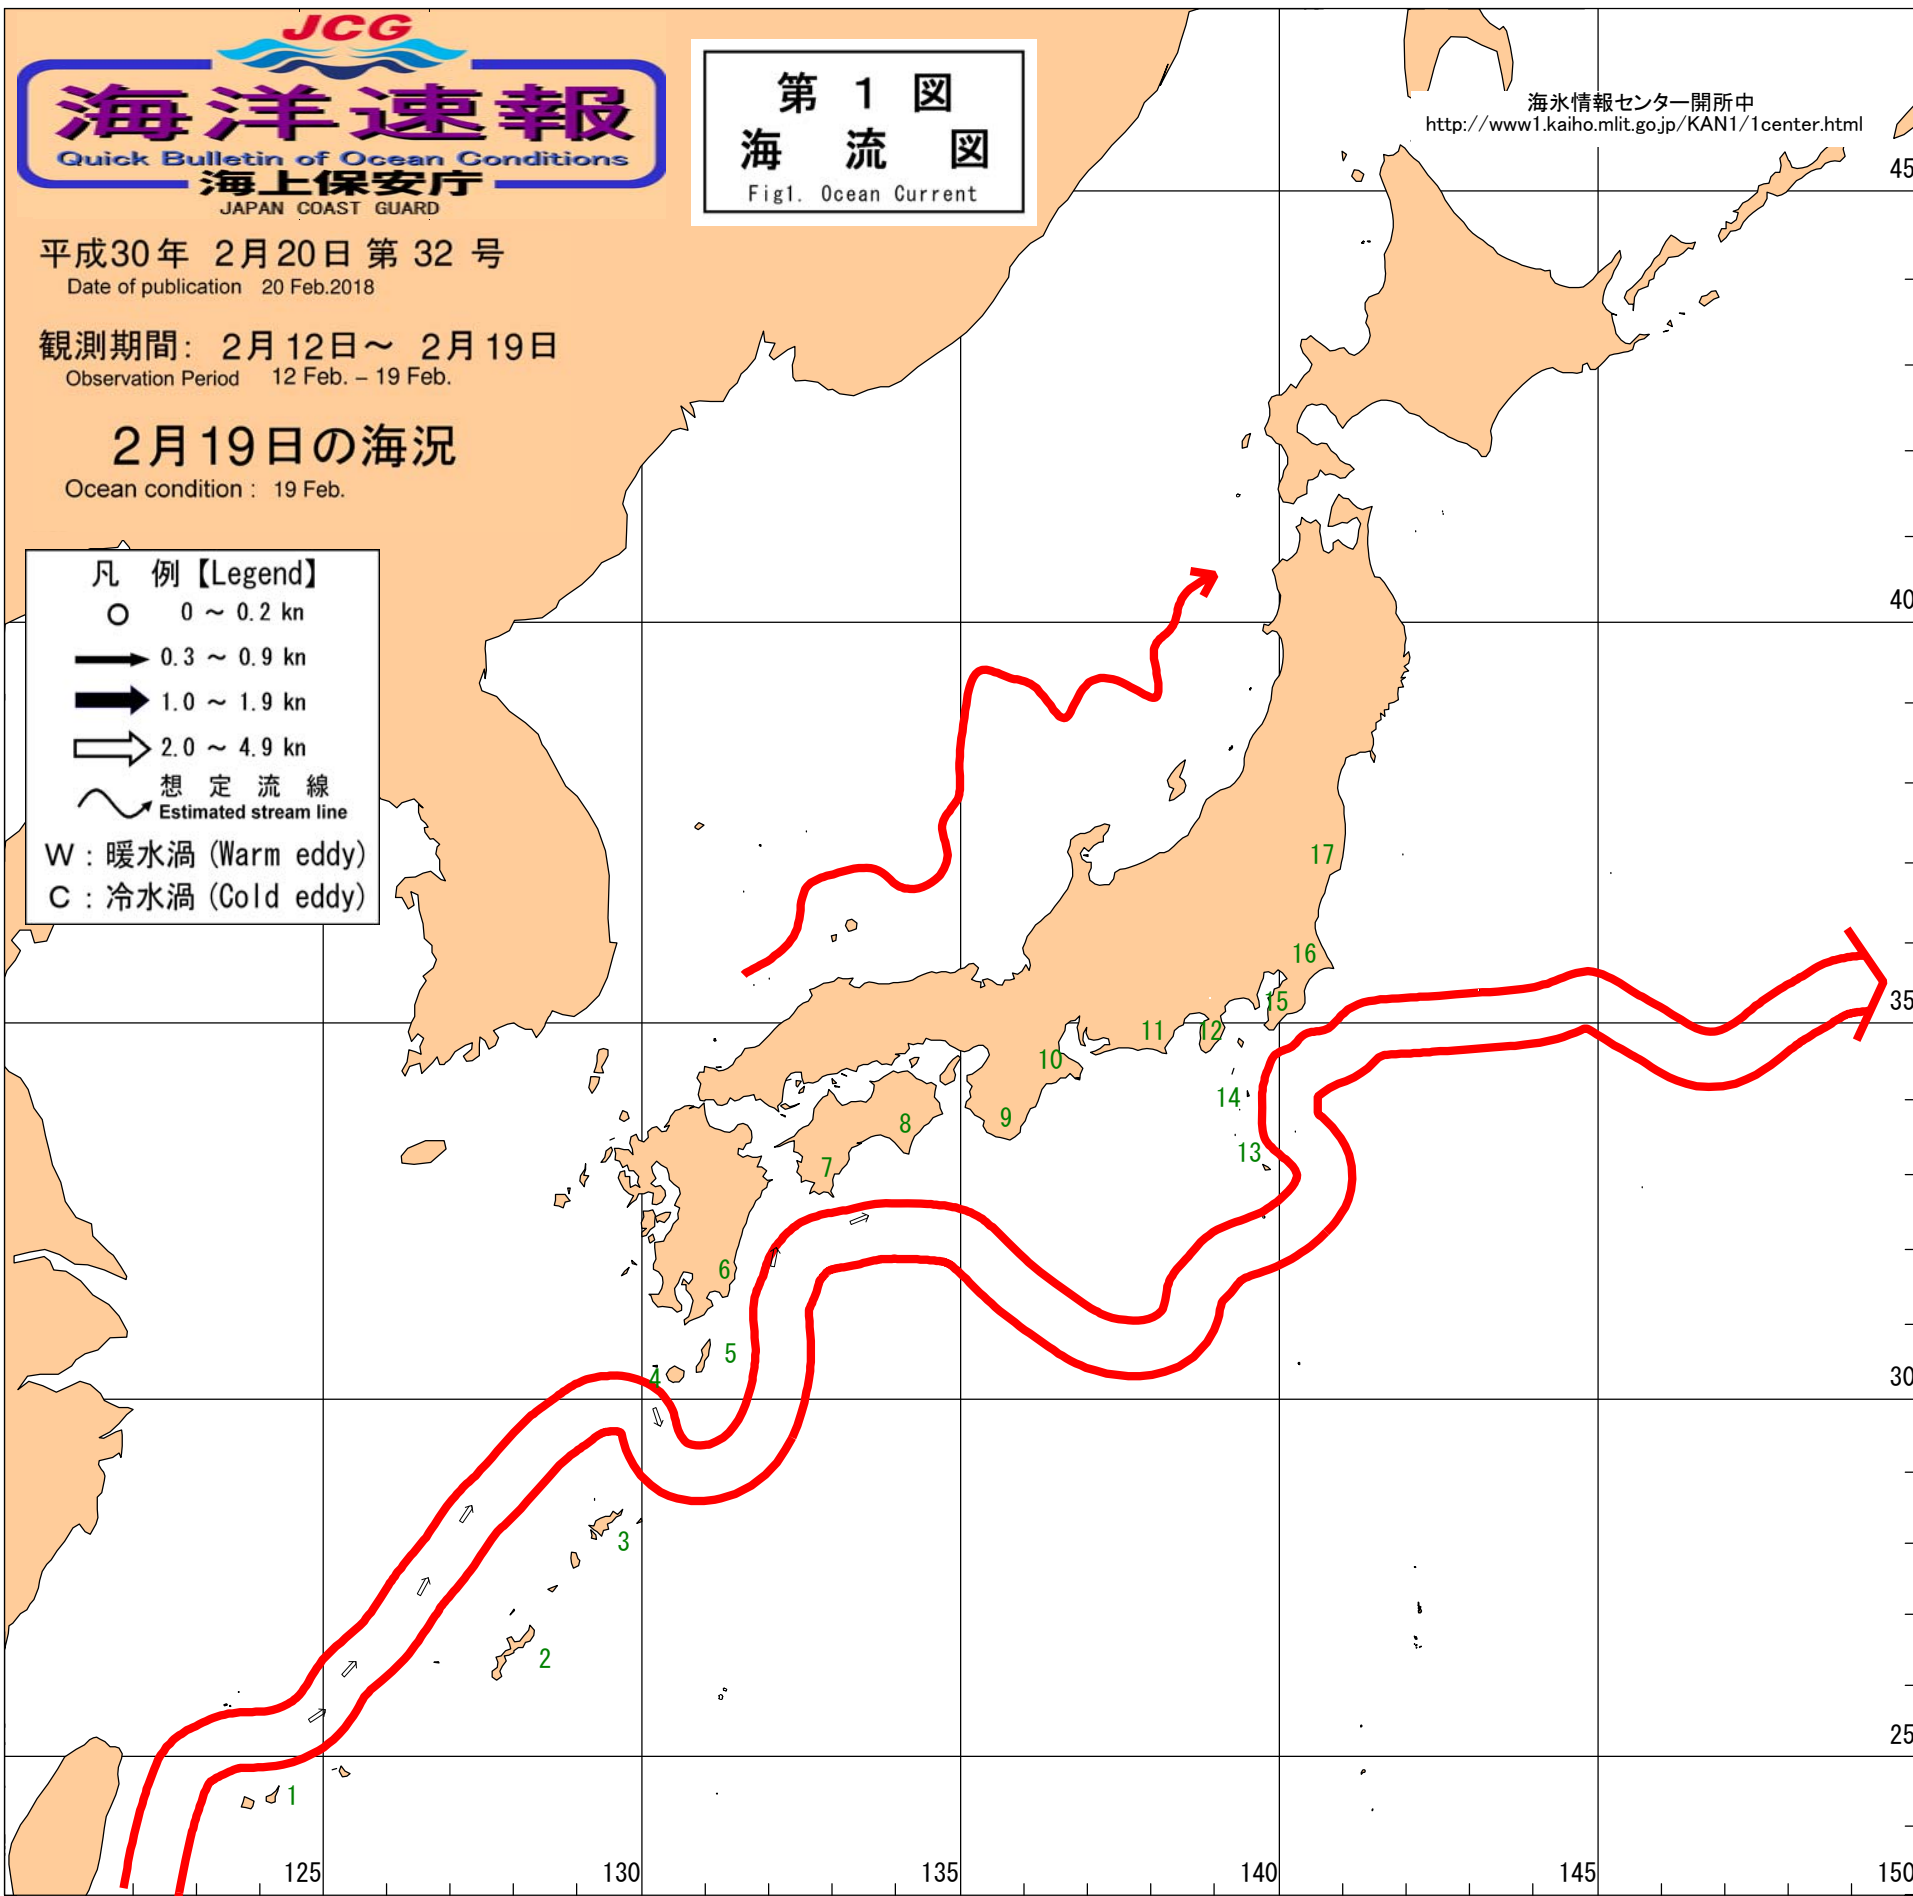 JCG
海洋速報
Quick Bulletin of Ocean Conditions
海上保安庁
JAPAN COAST GUARD
第 1 図
海 流 図
Fig1. Ocean Current
海氷情報センター開所中
http://www1.kaiho.mlit.go.jp/KAN1/1center.html
平成30年 2月20日 第 32 号
Date of publication 20 Feb.2018
観測期間: 2月12日～ 2月19日
Observation Period 12 Feb. – 19 Feb.
2月19日の海況
Ocean condition : 19 Feb.
凡 例【Legend】
0 ～ 0.2 kn
0.3 ～ 0.9 kn
1.0 ～ 1.9 kn
2.0 ～ 4.9 kn
想 定 流 線
Estimated stream line
W : 暖水渦 (Warm eddy)
C : 冷水渦 (Cold eddy)
45
40
17
16
35
15
12
11
10
14
9
8
13
7
6
5
4
30
3
2
25
1
125
130
135
140
145
150